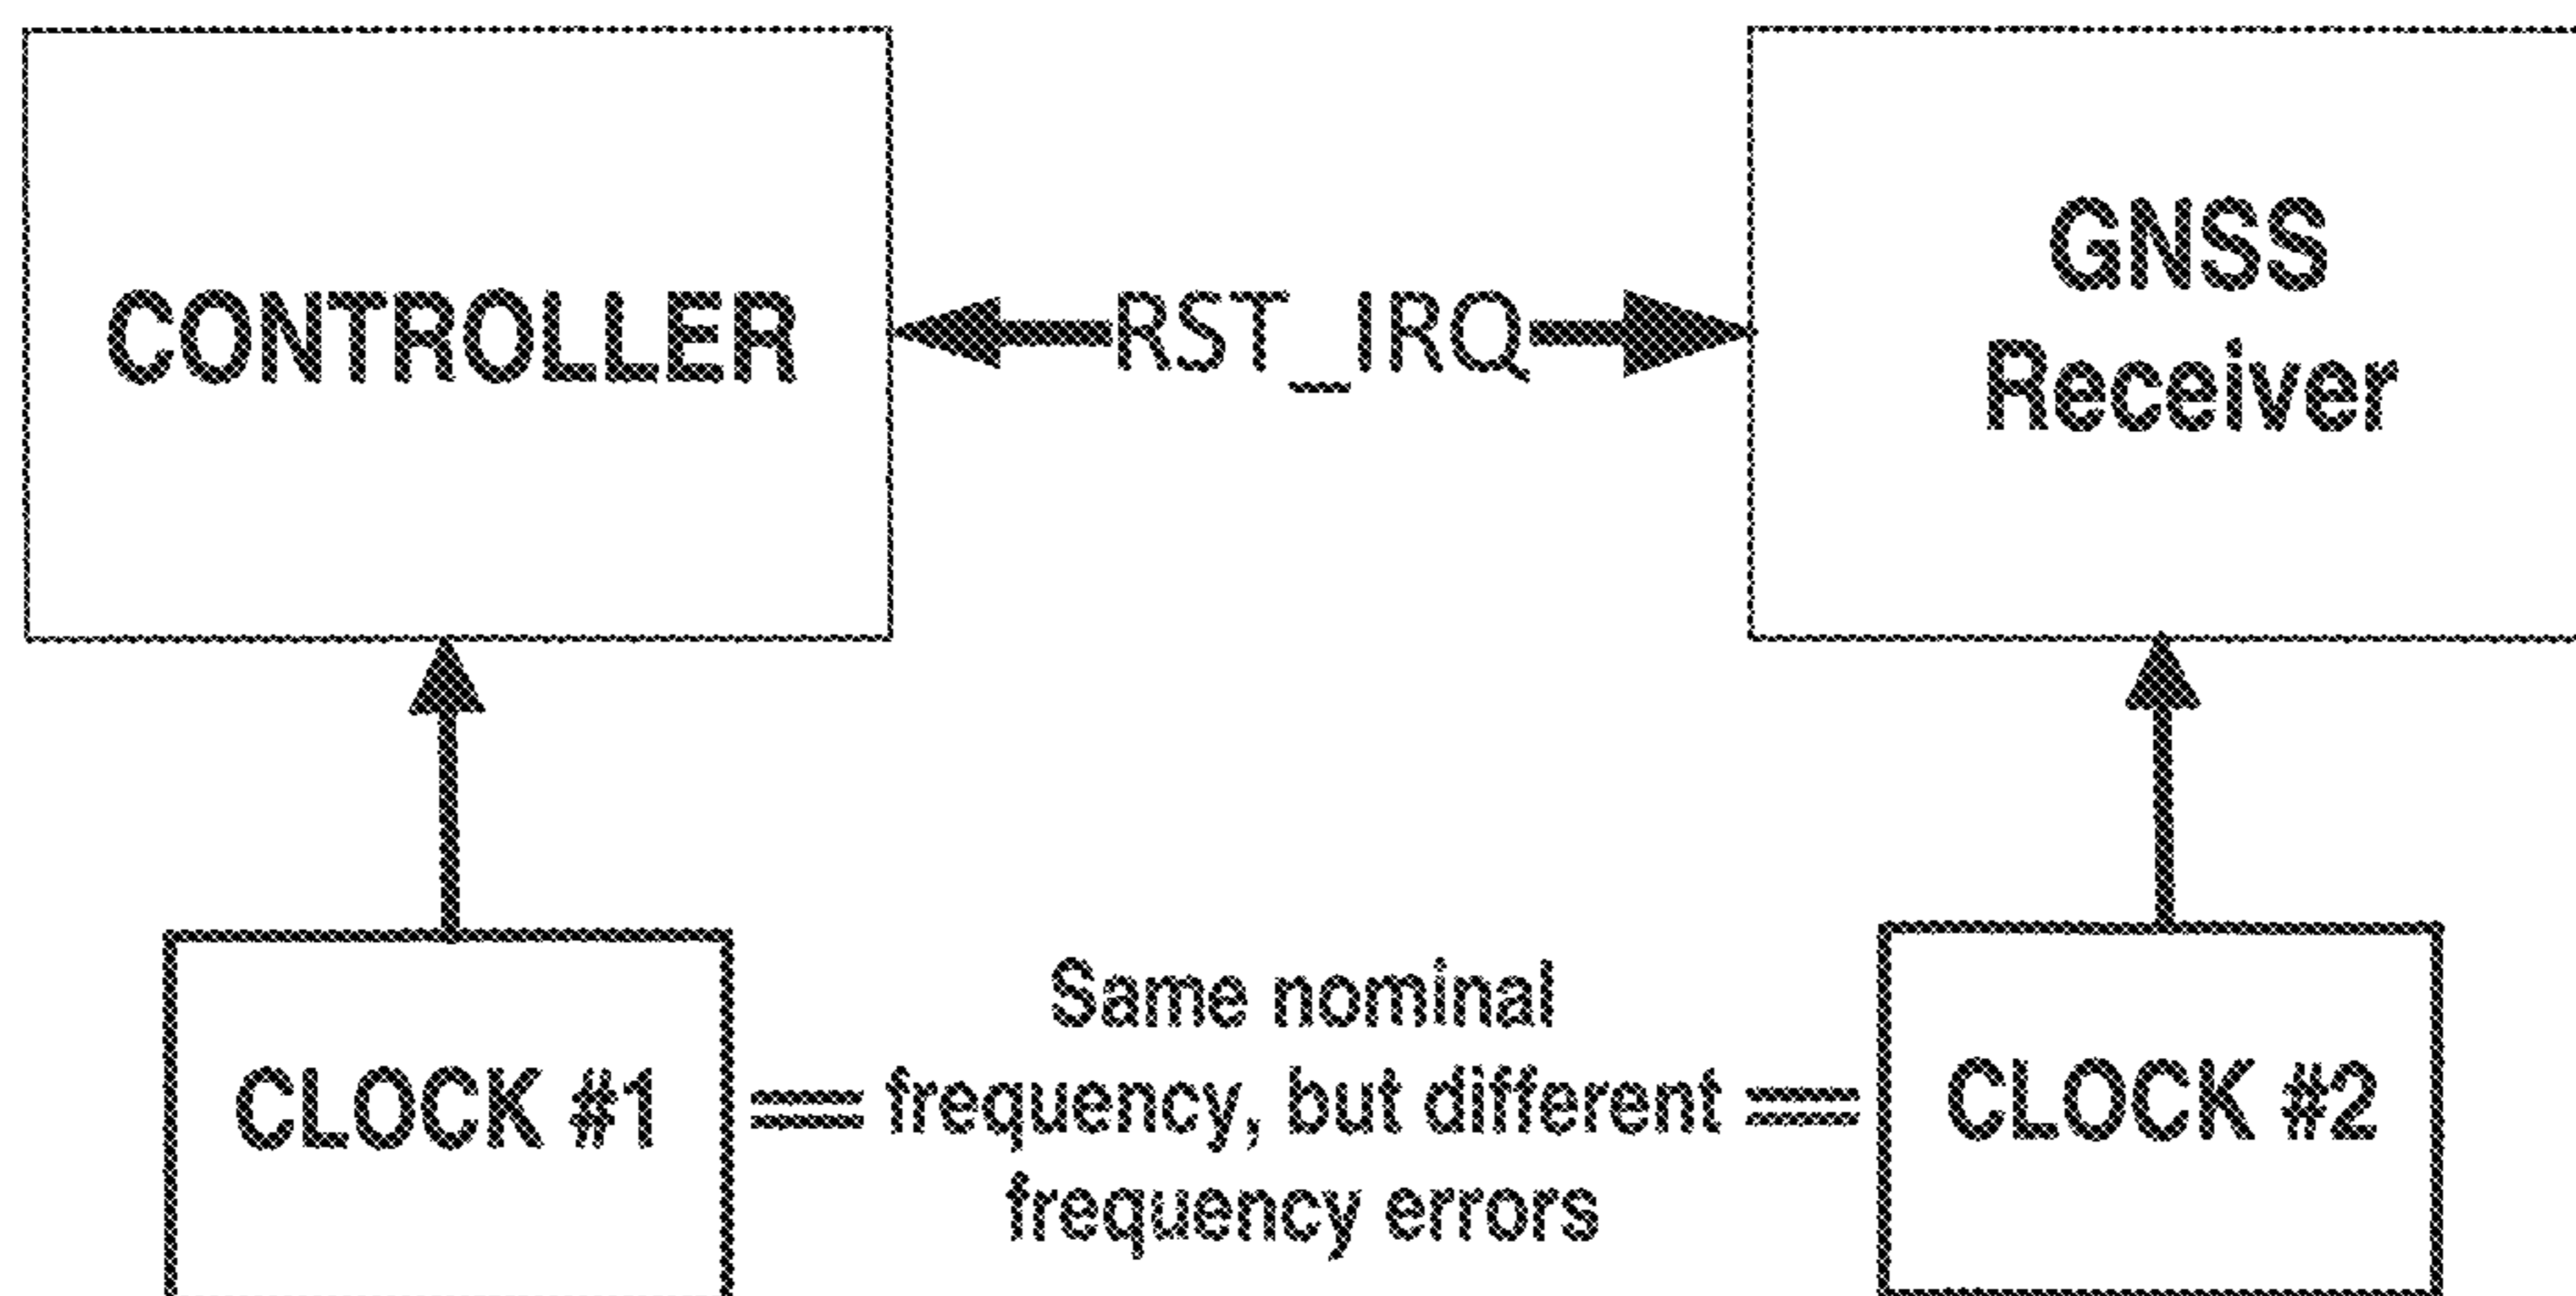 CONTROLLER
RST_IRQ
GNSS
Receiver
CLOCK #1
Same nominal
frequency, but different
frequency errors
CLOCK #2